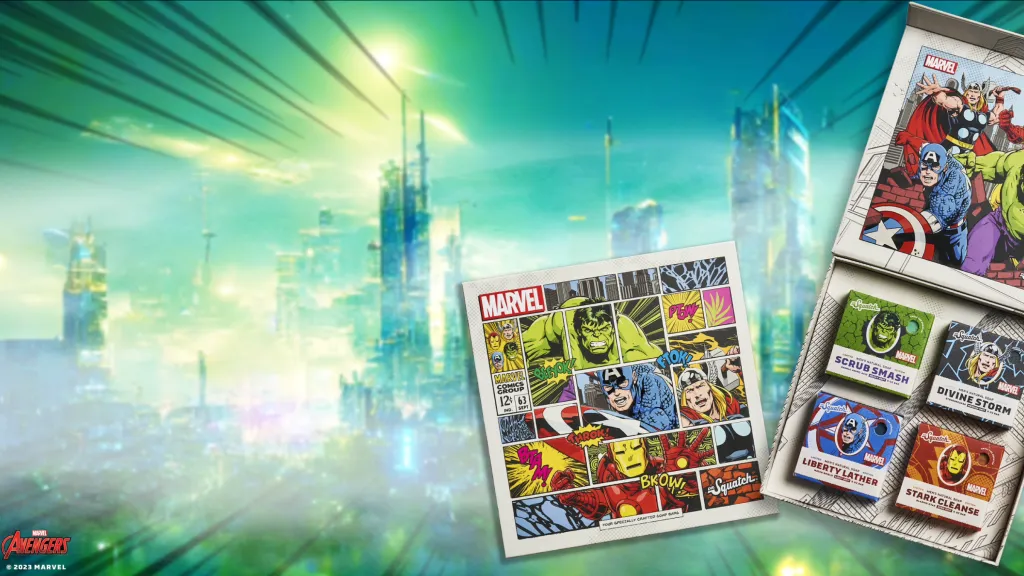 MARVEL
MARVEL
COMICS
GROUP
12¢
63
SEPT
POW
BKOW!
Dr. Squatch
FOUR SPECIALLY CRAFTED SOAP BARS
MARVEL
Dr. Squatch
MARVEL
SCRUB SMASH
Dr. Squatch
MARVEL
DIVINE STORM
Dr. Squatch
MARVEL
LIBERTY LATHER
Dr. Squatch
MARVEL
STARK CLEANSE
MARVEL
AVENGERS
© 2023 MARVEL